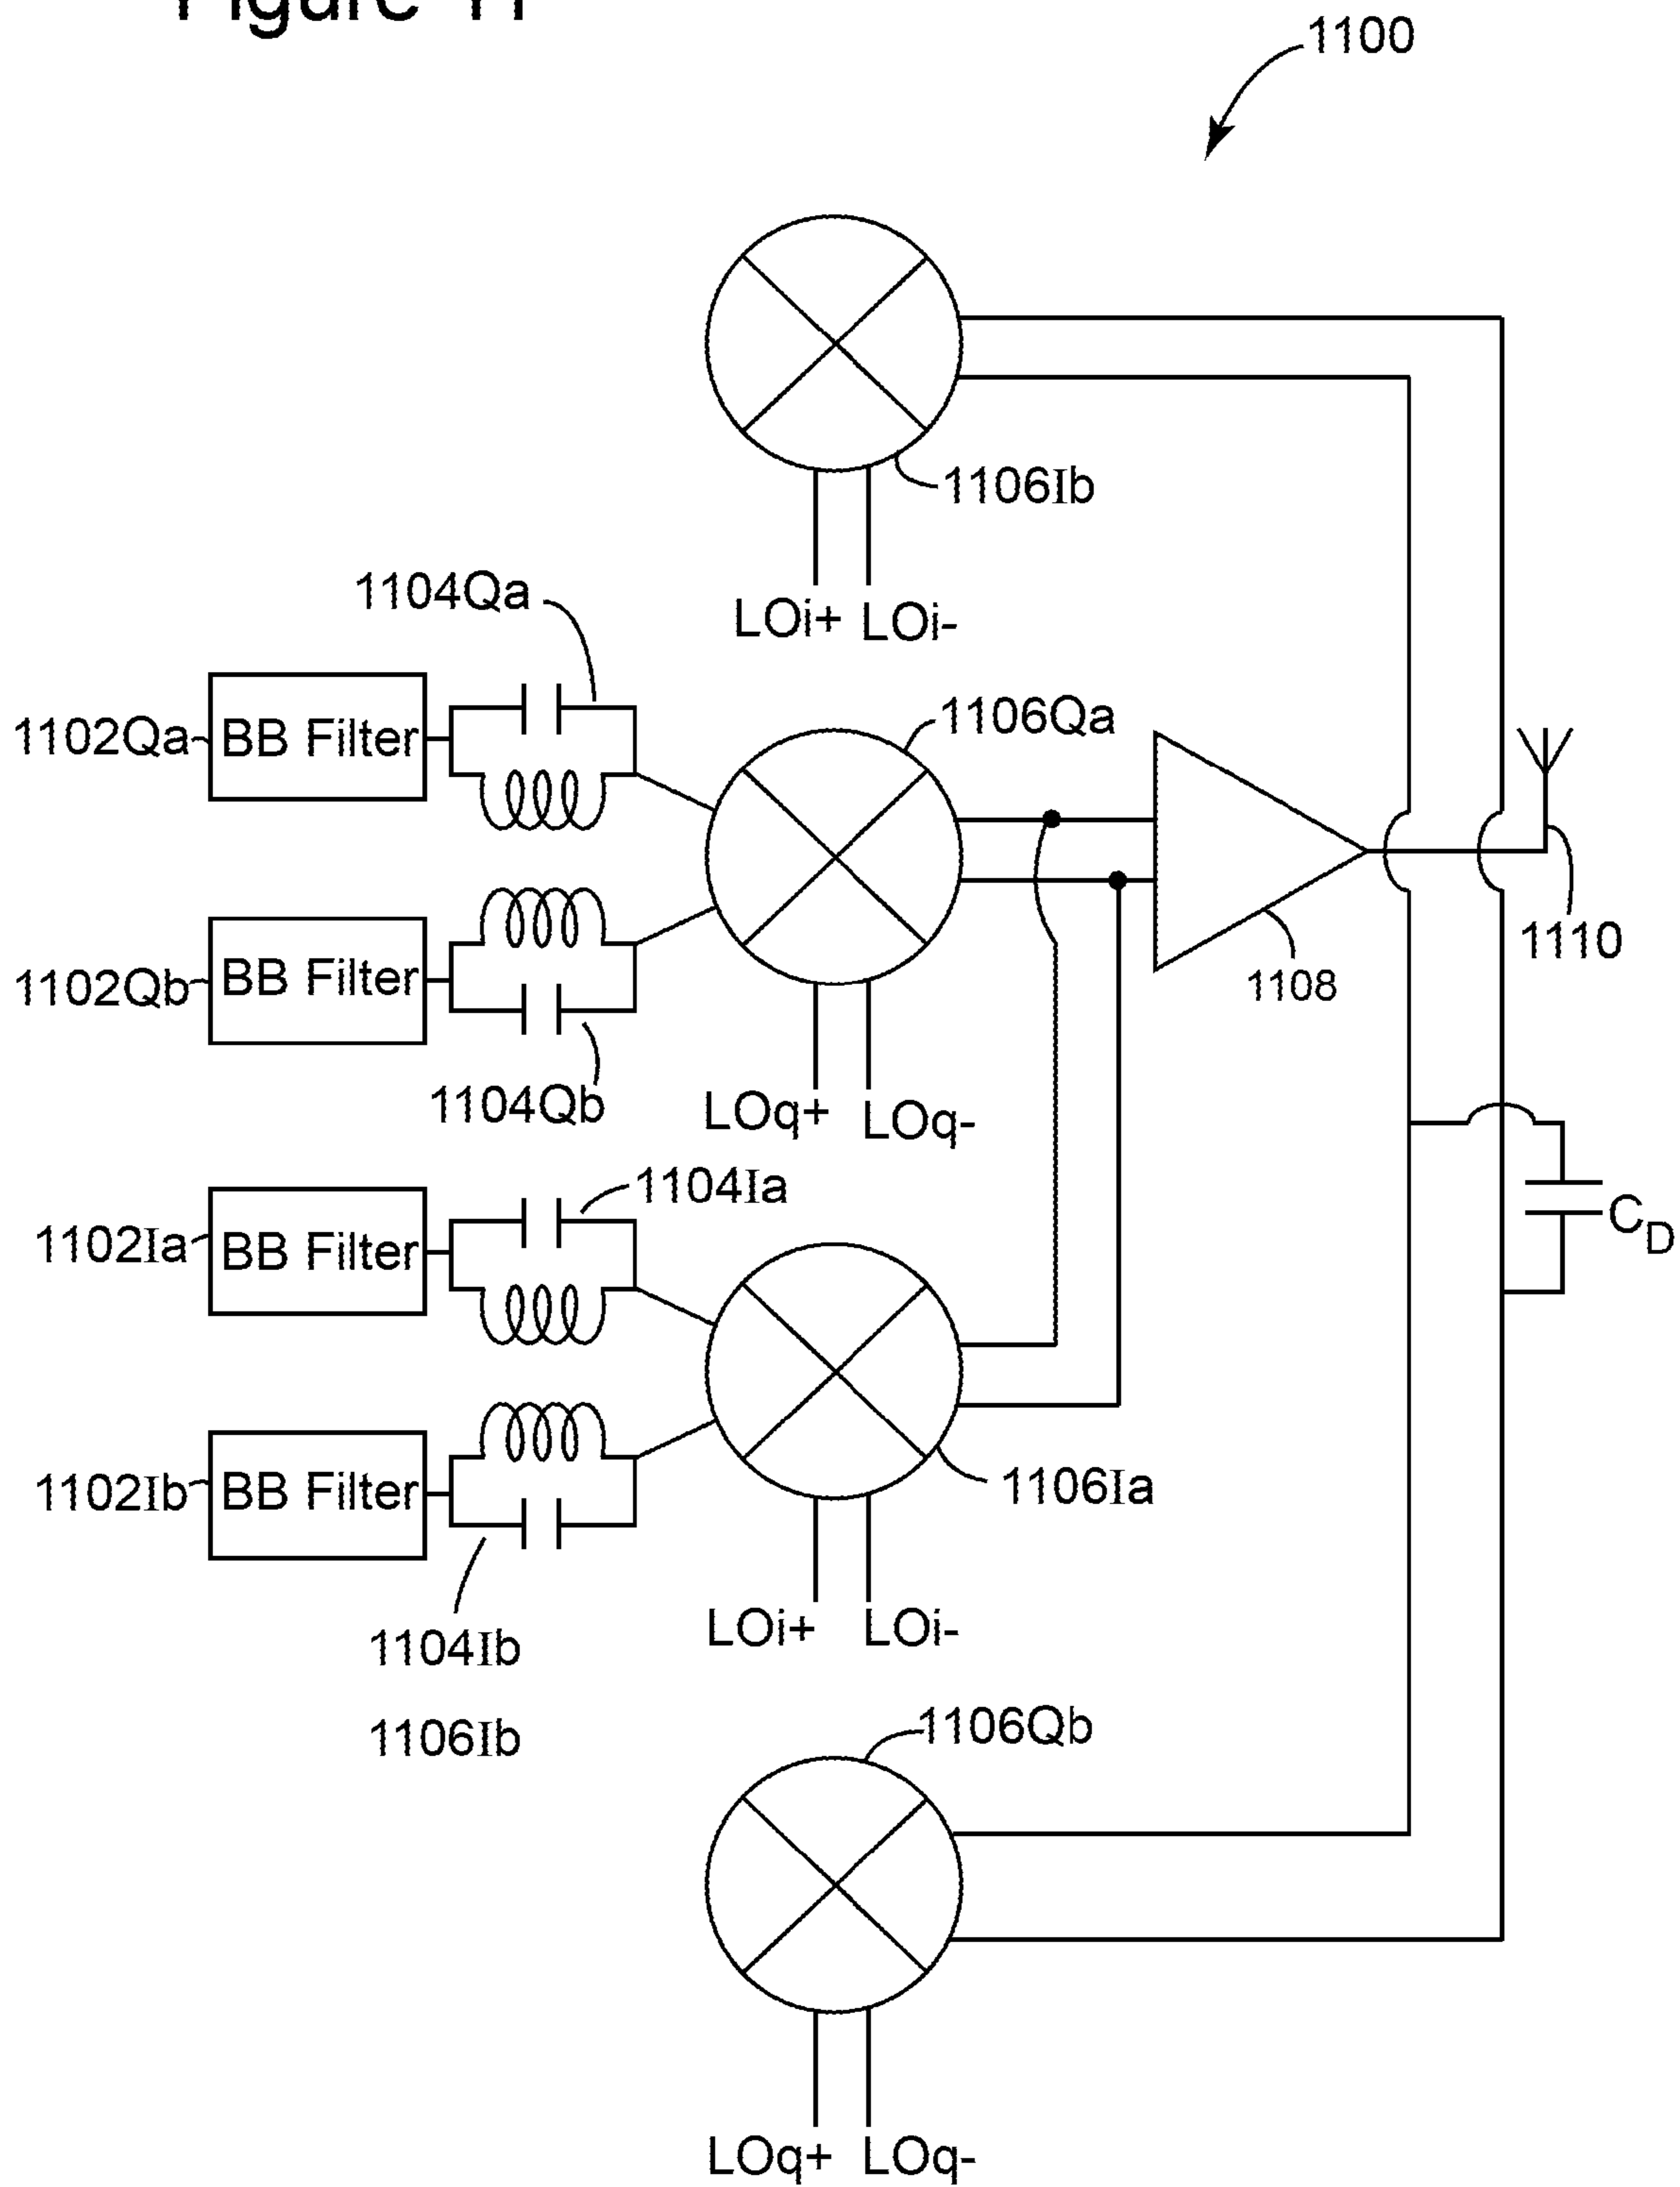 Figure 11
1100
1106Ib
LOi+ LOi-
1104Qa
1102Qa
BB Filter
1106Qa
1102Qb
BB Filter
1104Qb
LOq+ LOq-
1108
1110
1104Ia
1102Ia
BB Filter
CD
1102Ib
BB Filter
1106Ia
1104Ib
LOi+ LOi-
1106Ib
1106Qb
LOq+ LOq-